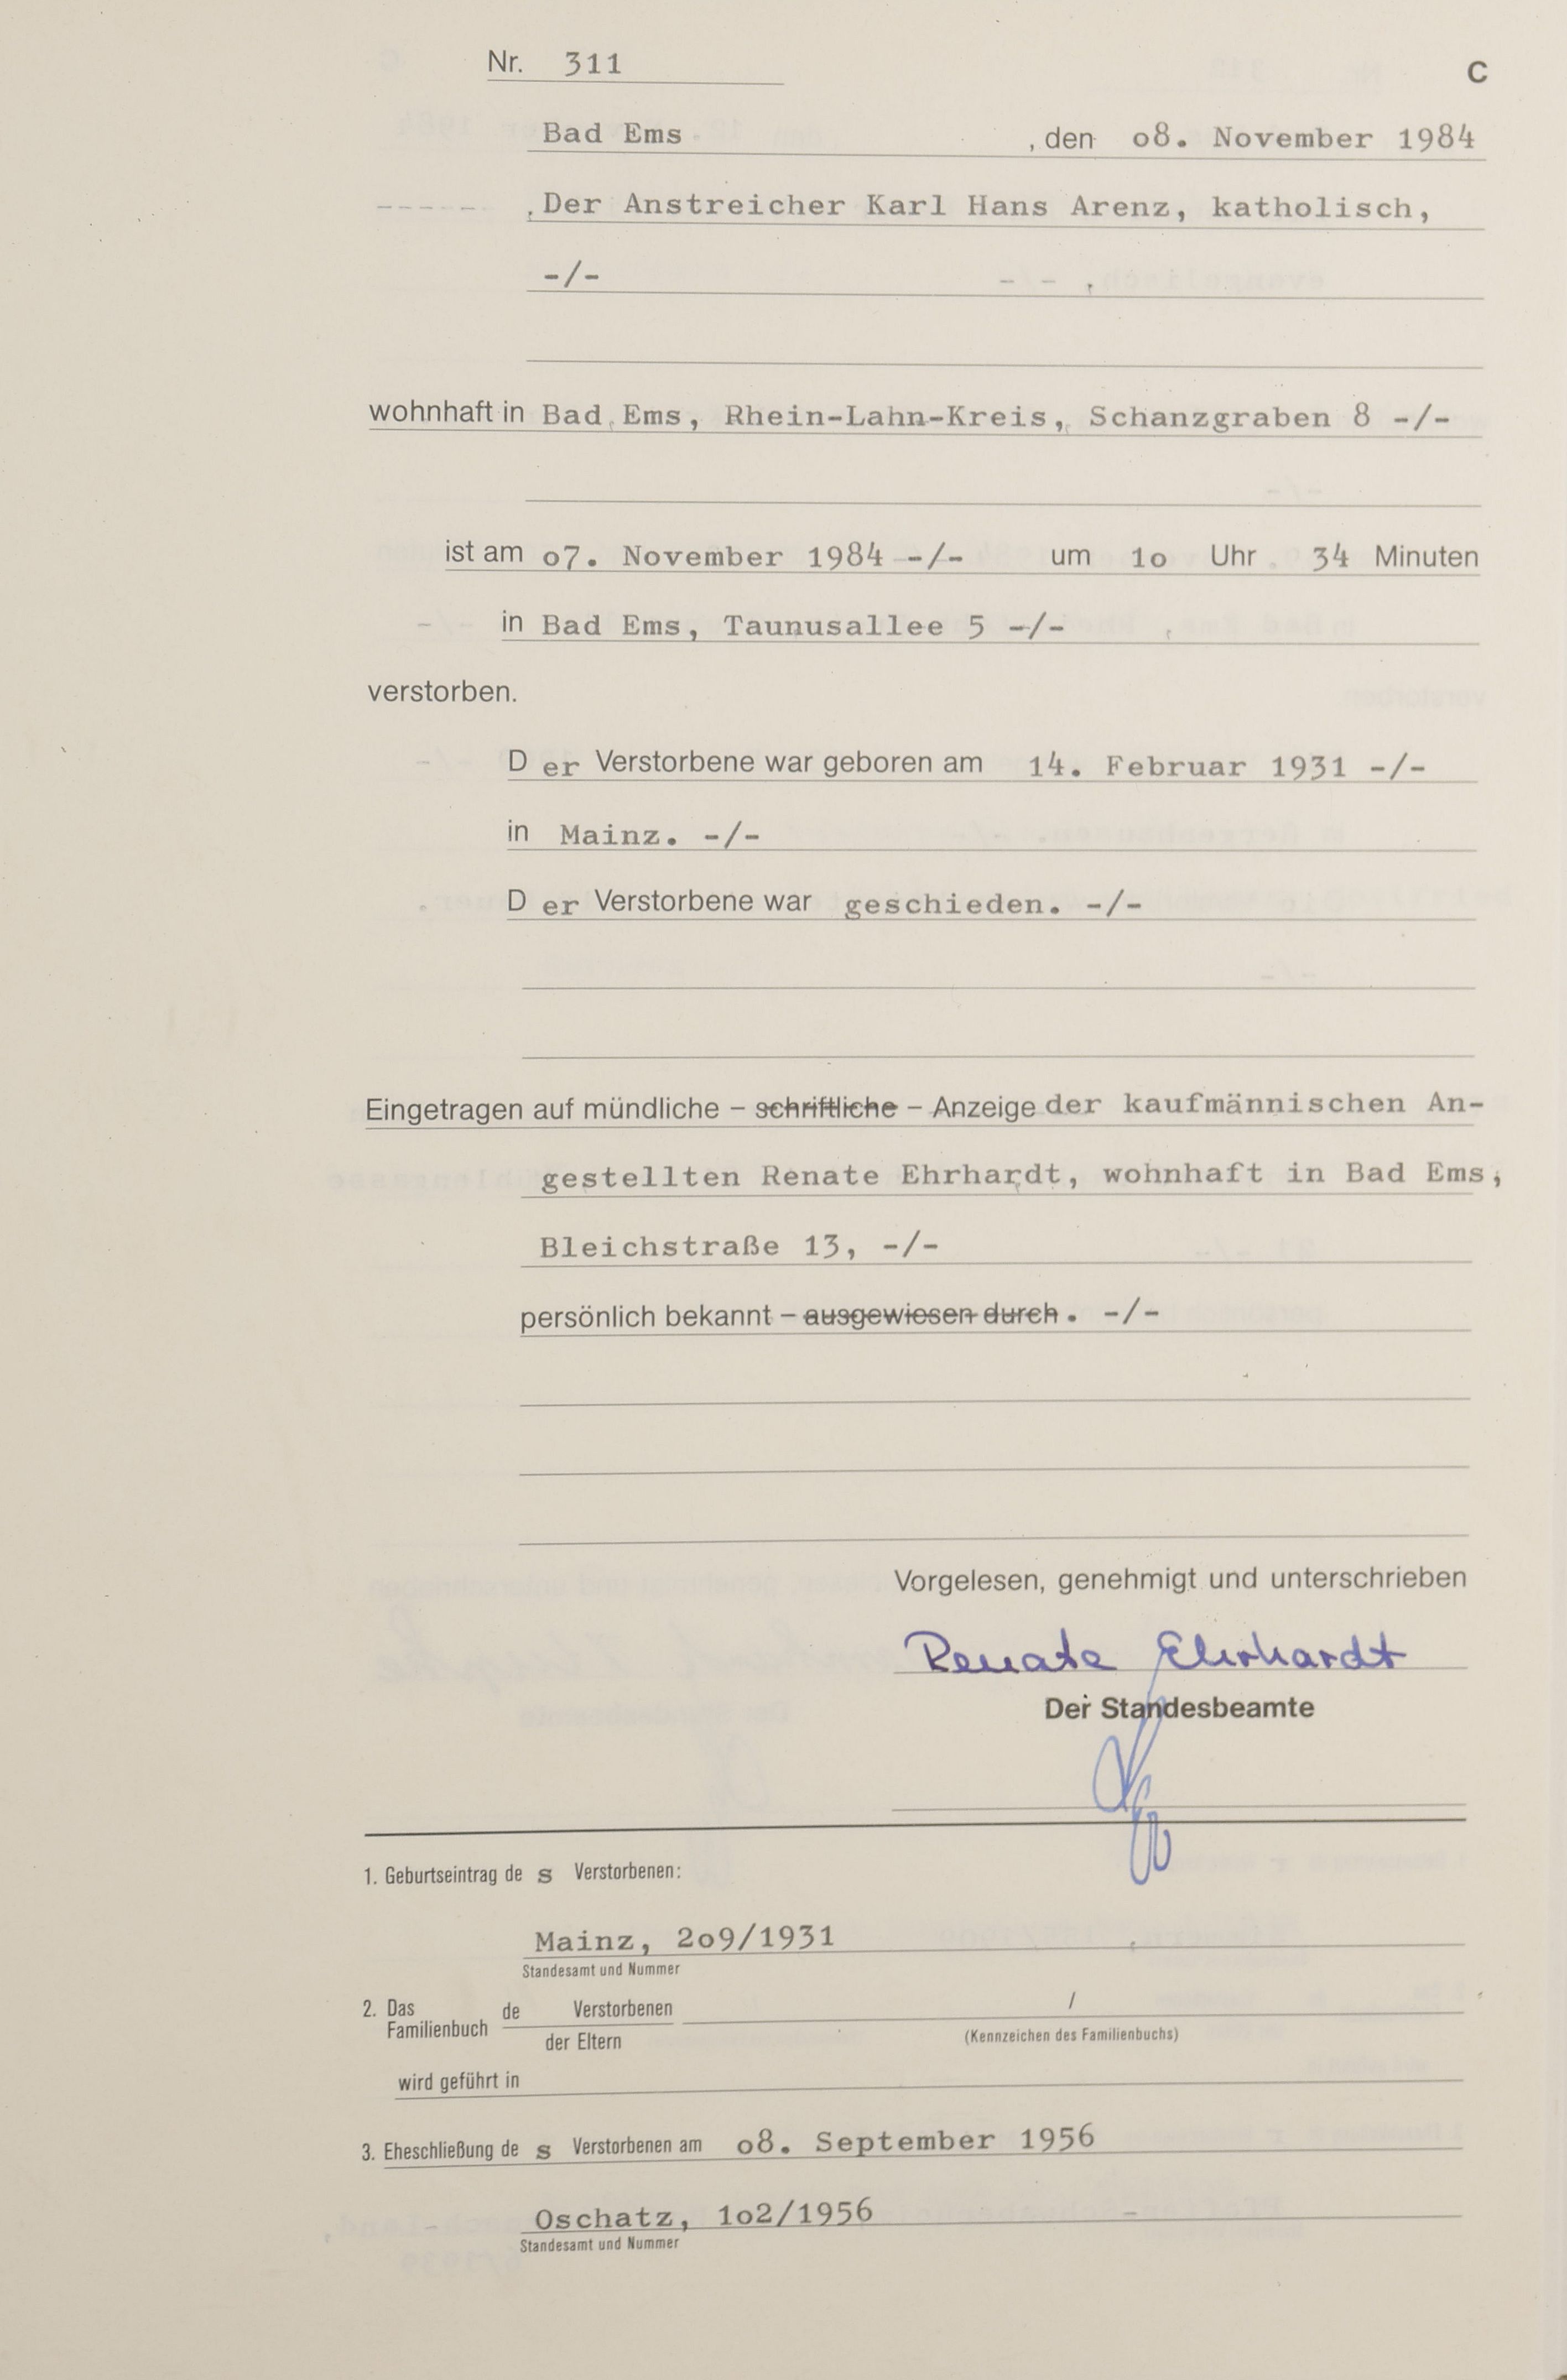 Nr. 311
C
Bad Ems , den o8. November 1984
Der Anstreicher Karl Hans Arenz, katholisch,
-/-
wohnhaft in Bad Ems, Rhein-Lahn-Kreis, Schanzgraben 8 -/-
ist am o7. November 1984 -/- um 1o Uhr 34 Minuten
in Bad Ems, Taunusallee 5 -/-
verstorben.
D er Verstorbene war geboren am 14. Februar 1931 -/-
in Mainz. -/-
D er Verstorbene war geschieden. -/-
Eingetragen auf mündliche – schriftliche – Anzeige der kaufmännischen An-
gestellten Renate Ehrhardt, wohnhaft in Bad Ems,
Bleichstraße 13, -/-
persönlich bekannt – ausgewiesen durch . -/-
Vorgelesen, genehmigt und unterschrieben
Renate Ehrhardt
Der Standesbeamte
1. Geburtseintrag de s Verstorbenen:
Mainz, 2o9/1931
Standesamt und Nummer
2. Das Familienbuch de Verstorbenen /
der Eltern (Kennzeichen des Familienbuchs)
wird geführt in
3. Eheschließung de s Verstorbenen am o8. September 1956
Oschatz, 1o2/1956
Standesamt und Nummer